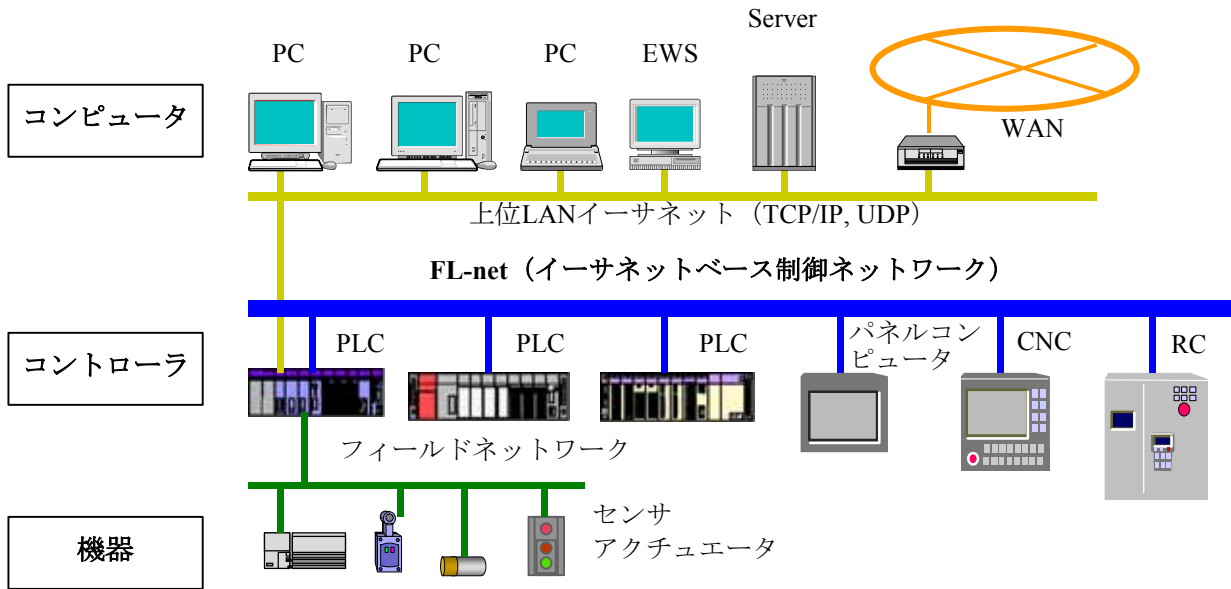 Server
PC
PC
PC
EWS
コンピュータ
WAN
上位LANイーサネット（TCP/IP, UDP）
FL-net（イーサネットベース制御ネットワーク）
コントローラ
PLC
PLC
PLC
パネルコン
ピュータ
CNC
RC
フィールドネットワーク
機器
センサ
アクチュエータ